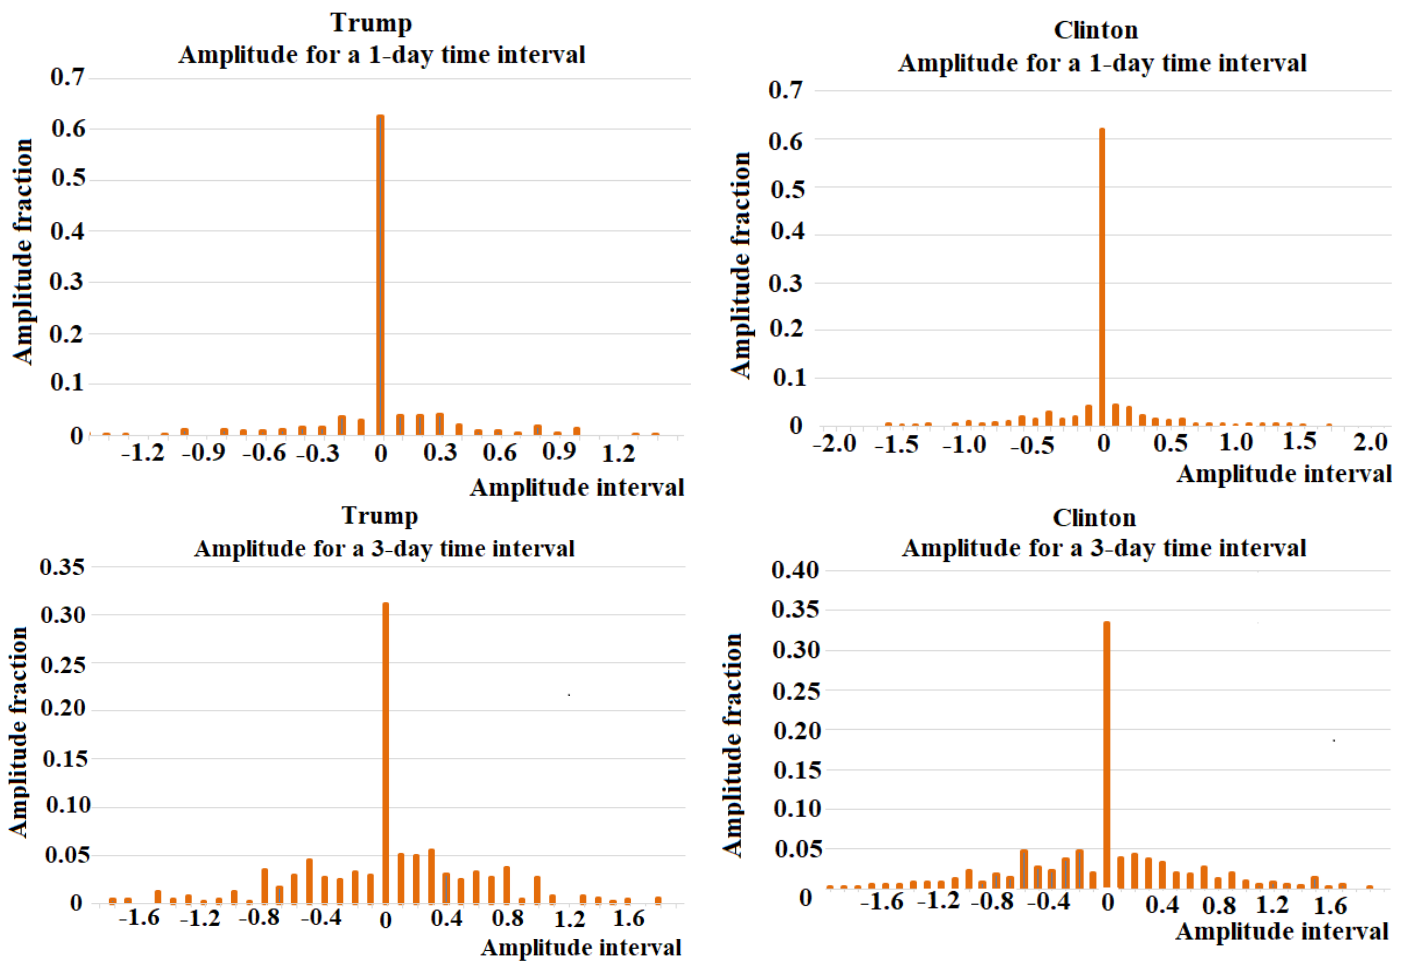 Trump
Amplitude for a 1-day time interval
0.7
0.6
0.5
0.4
0.3
0.2
0.1
0
Amplitude fraction
-1.2 -0.9 -0.6 -0.3 0 0.3 0.6 0.9 1.2
Amplitude interval
Clinton
Amplitude for a 1-day time interval
0.7
0.6
0.5
0.4
0.3
0.2
0.1
0
Amplitude fraction
-2.0 -1.5 -1.0 -0.5 0 0.5 1.0 1.5 2.0
Amplitude interval
Trump
Amplitude for a 3-day time interval
0.35
0.30
0.25
0.20
0.15
0.10
0.05
0
Amplitude fraction
-1.6 -1.2 -0.8 -0.4 0 0.4 0.8 1.2 1.6
Amplitude interval
Clinton
Amplitude for a 3-day time interval
0.40
0.35
0.30
0.25
0.20
0.15
0.10
0.05
0
Amplitude fraction
-1.6 -1.2 -0.8 -0.4 0 0.4 0.8 1.2 1.6
Amplitude interval